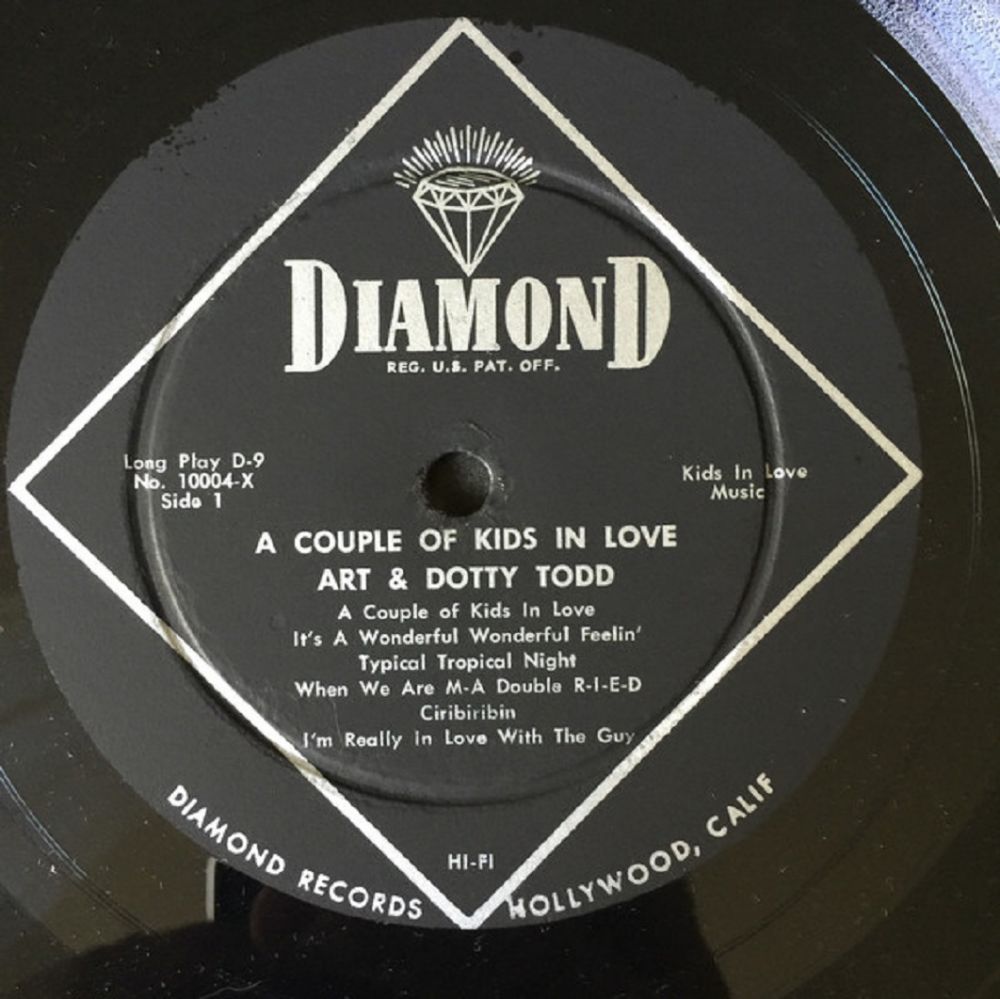 DIAMOND
REG. U.S. PAT. OFF.
Long Play D-9
No. 10004-X
Side 1
Kids In Love
Music
A COUPLE OF KIDS IN LOVE
ART & DOTTY TODD
A Couple of Kids In Love
It's A Wonderful Wonderful Feelin'
Typical Tropical Night
When We Are M-A Double R-I-E-D
Ciribiribin
I'm Really In Love With The Guy
HI-FI
DIAMOND RECORDS HOLLYWOOD, CALIF